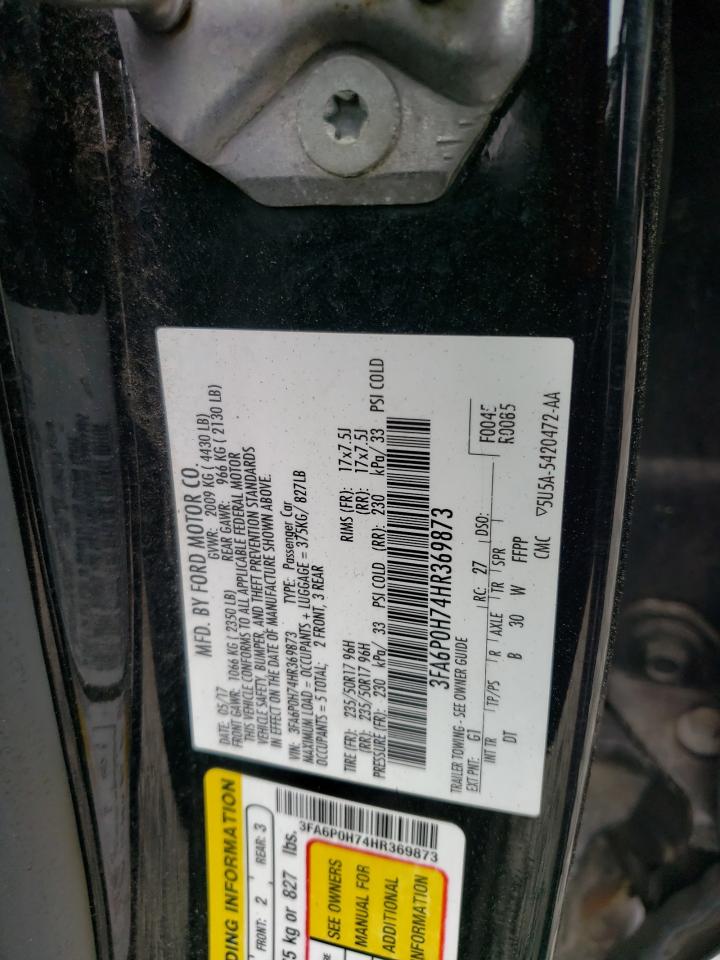 MFD. BY FORD MOTOR CO.
DATE: 05/17 GVWR: 2009 KG ( 4430 LB)
FRONT GAWR: 1066 KG ( 2350 LB) REAR GAWR: 966 KG ( 2130 LB)
THIS VEHICLE CONFORMS TO ALL APPLICABLE FEDERAL MOTOR
VEHICLE SAFETY, BUMPER, AND THEFT PREVENTION STANDARDS
IN EFFECT ON THE DATE OF MANUFACTURE SHOWN ABOVE.
VIN: 3FA6P0H74HR369873 TYPE: Passenger Car
MAXIMUM LOAD = OCCUPANTS + LUGGAGE = 375KG/ 827LB
OCCUPANTS = 5 TOTAL: 2 FRONT, 3 REAR
TIRE (FR): 235/50R17 96H RIMS (FR): 17x7.5J
(RR): 235/50R17 96H (RR): 17x7.5J
PRESSURE (FR): 230 kPa/ 33 PSI COLD (RR): 230 kPa/ 33 PSI COLD
3FA6P0H74HR369873
TRAILER TOWING - SEE OWNER GUIDE
EXT PNT: G1 RC: 27 DSO: F004E
R0085
INT TR TP/PS R AXLE TR SPR
DT B 30 W FFPP
CMC 5U5A-5420472-AA
DING INFORMATION
FRONT: 2 REAR: 3
5 kg or 827 lbs.
3FA6P0H74HR369873
SEE OWNERS
MANUAL FOR
ADDITIONAL
INFORMATION